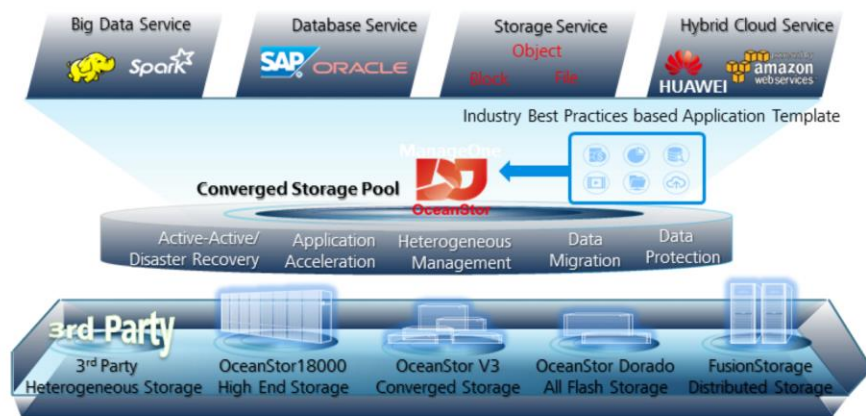 Big Data Service
Database Service
Storage Service
Hybrid Cloud Service
Spark
SAP
ORACLE
Object
Block
File
HUAWEI
amazon
webservices
Industry Best Practices based Application Template
ManageOne
Converged Storage Pool
OceanStor
Active-Active/
Disaster Recovery
Application
Acceleration
Heterogeneous
Management
Data
Migration
Data
Protection
3rd Party
3rd Party
Heterogeneous Storage
OceanStor18000
High End Storage
OceanStor V3
Converged Storage
OceanStor Dorado
All Flash Storage
FusionStorage
Distributed Storage